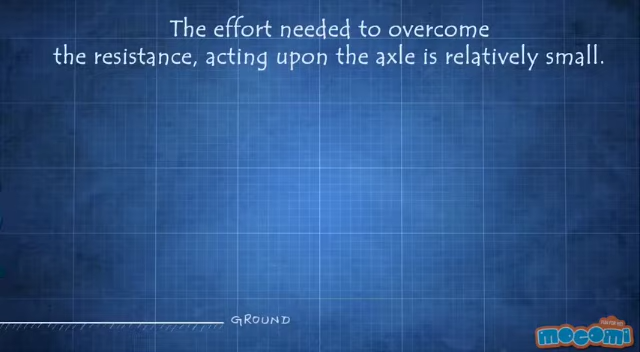 The effort needed to overcome
the resistance, acting upon the axle is relatively small.
GROUND
mocomi